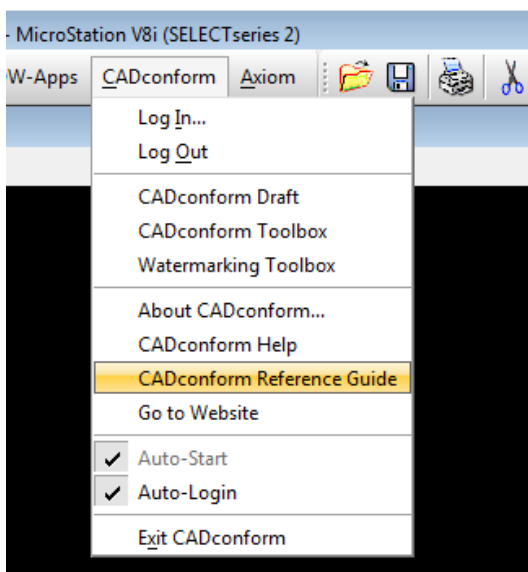 - MicroStation V8i (SELECTseries 2)
W-Apps CADconform Axiom
Log In...
Log Out
CADconform Draft
CADconform Toolbox
Watermarking Toolbox
About CADconform...
CADconform Help
CADconform Reference Guide
Go to Website
Auto-Start
Auto-Login
Exit CADconform